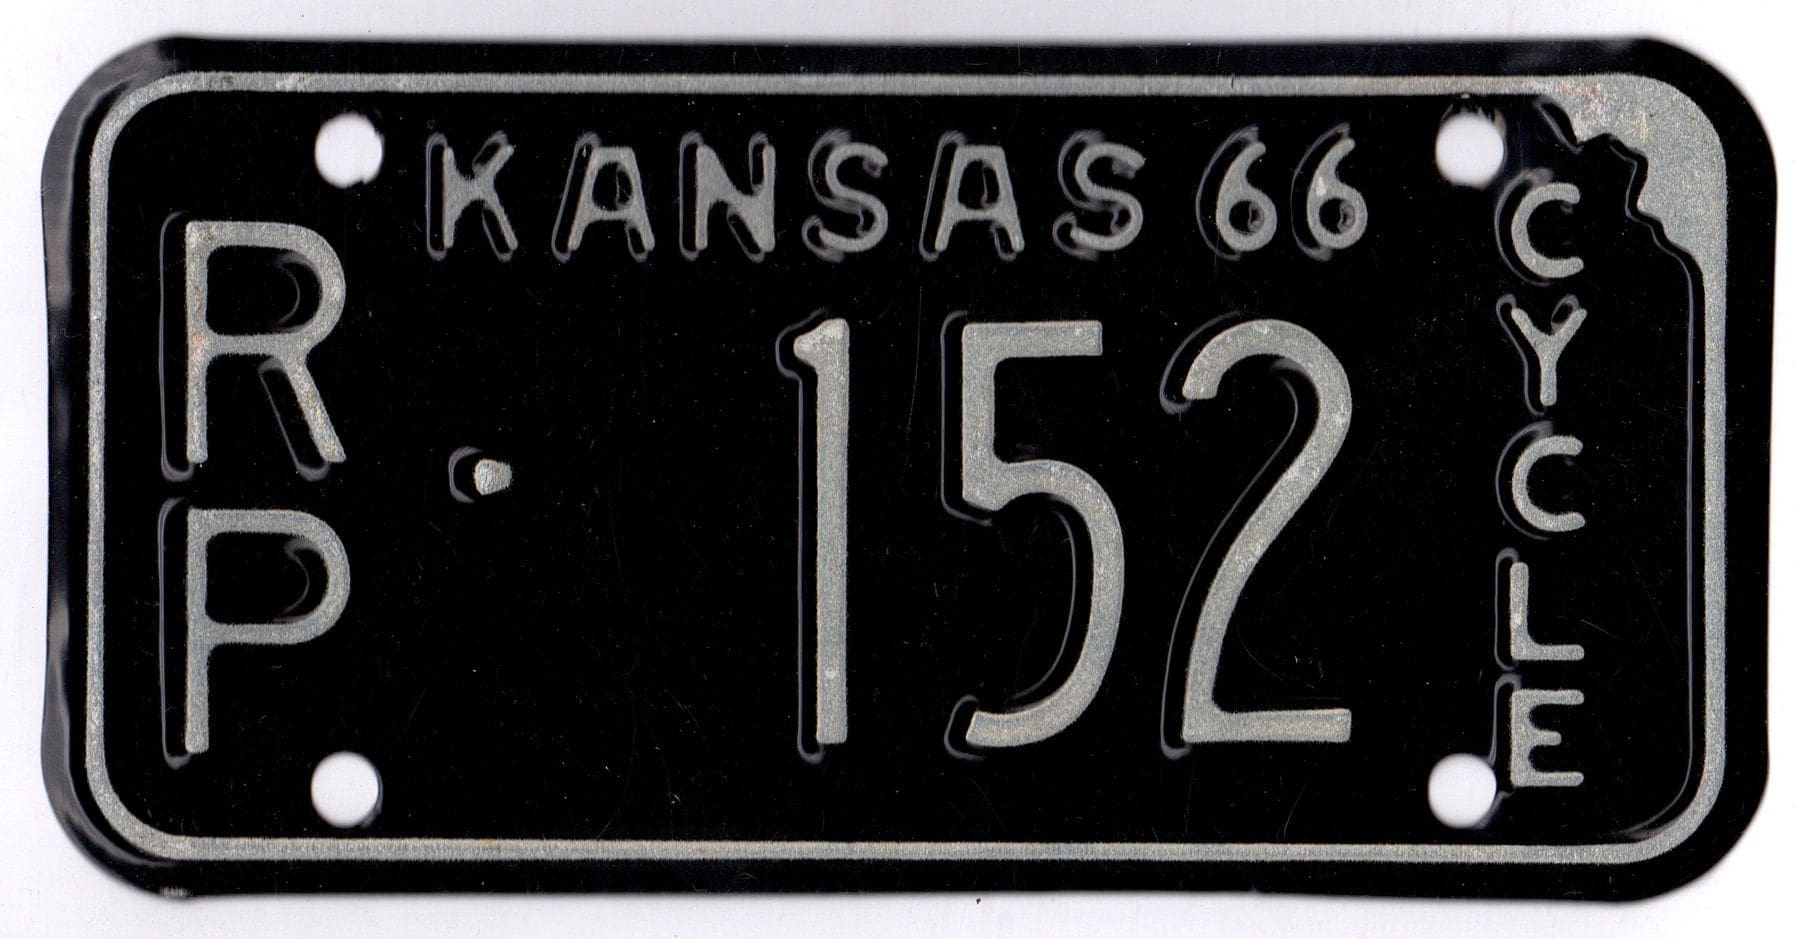 KANSAS 66
RP · 152
CYCLE